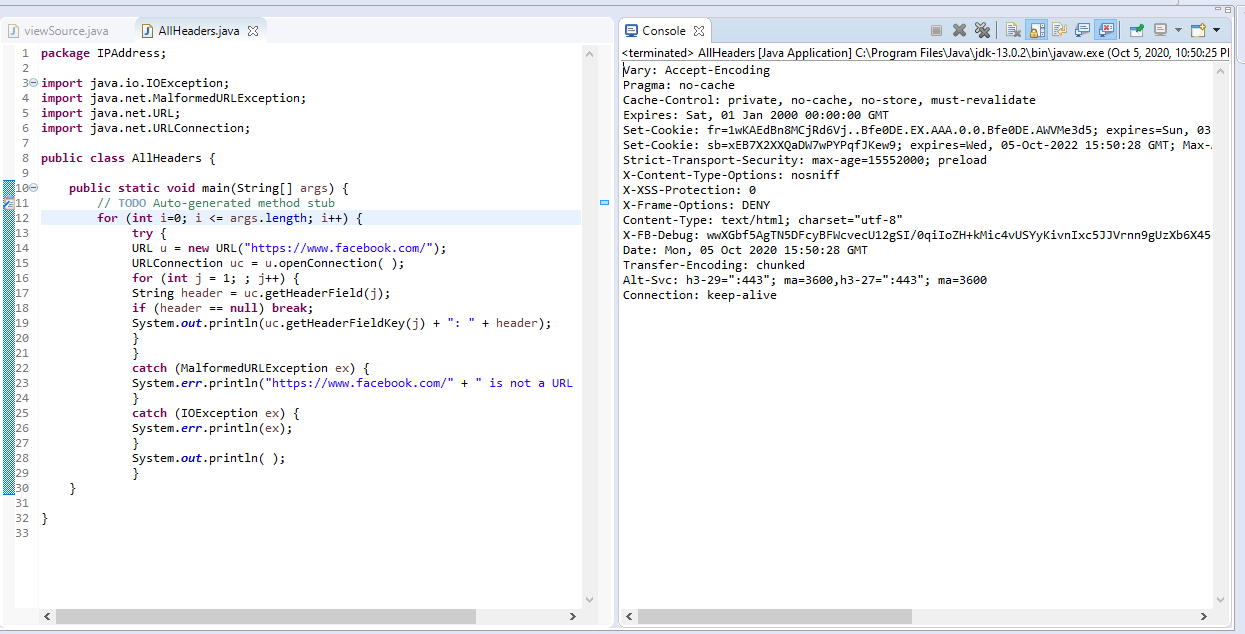 viewSource.java
AllHeaders.java
1 package IPAddress;
2
3 import java.io.IOException;
4 import java.net.MalformedURLException;
5 import java.net.URL;
6 import java.net.URLConnection;
7
8 public class AllHeaders {
9
10 public static void main(String[] args) {
11 // TODO Auto-generated method stub
12 for (int i=0; i <= args.length; i++) {
13 try {
14 URL u = new URL("https://www.facebook.com/");
15 URLConnection uc = u.openConnection( );
16 for (int j = 1; ; j++) {
17 String header = uc.getHeaderField(j);
18 if (header == null) break;
19 System.out.println(uc.getHeaderFieldKey(j) + ": " + header);
20 }
21 }
22 catch (MalformedURLException ex) {
23 System.err.println("https://www.facebook.com/" + " is not a URL
24 }
25 catch (IOException ex) {
26 System.err.println(ex);
27 }
28 System.out.println( );
29 }
30 }
31
32 }
33
Console
<terminated> AllHeaders [Java Application] C:\Program Files\Java\jdk-13.0.2\bin\javaw.exe (Oct 5, 2020, 10:50:25 PI
Vary: Accept-Encoding
Pragma: no-cache
Cache-Control: private, no-cache, no-store, must-revalidate
Expires: Sat, 01 Jan 2000 00:00:00 GMT
Set-Cookie: fr=1wKAEdBn8MCjRd6Vj..Bfe0DE.EX.AAA.0.0.Bfe0DE.AWVMe3d5; expires=Sun, 03
Set-Cookie: sb=xEB7X2XXQaDW7wPYPqfJKew9; expires=Wed, 05-Oct-2022 15:50:28 GMT; Max-
Strict-Transport-Security: max-age=15552000; preload
X-Content-Type-Options: nosniff
X-XSS-Protection: 0
X-Frame-Options: DENY
Content-Type: text/html; charset="utf-8"
X-FB-Debug: wwXGbf5AgTN5DFcyBFWcvecU12gSI/0qiIoZH+kMic4vUSYyKivnIxc5JJVrnn9gUzXb6X45
Date: Mon, 05 Oct 2020 15:50:28 GMT
Transfer-Encoding: chunked
Alt-Svc: h3-29=":443"; ma=3600,h3-27=":443"; ma=3600
Connection: keep-alive